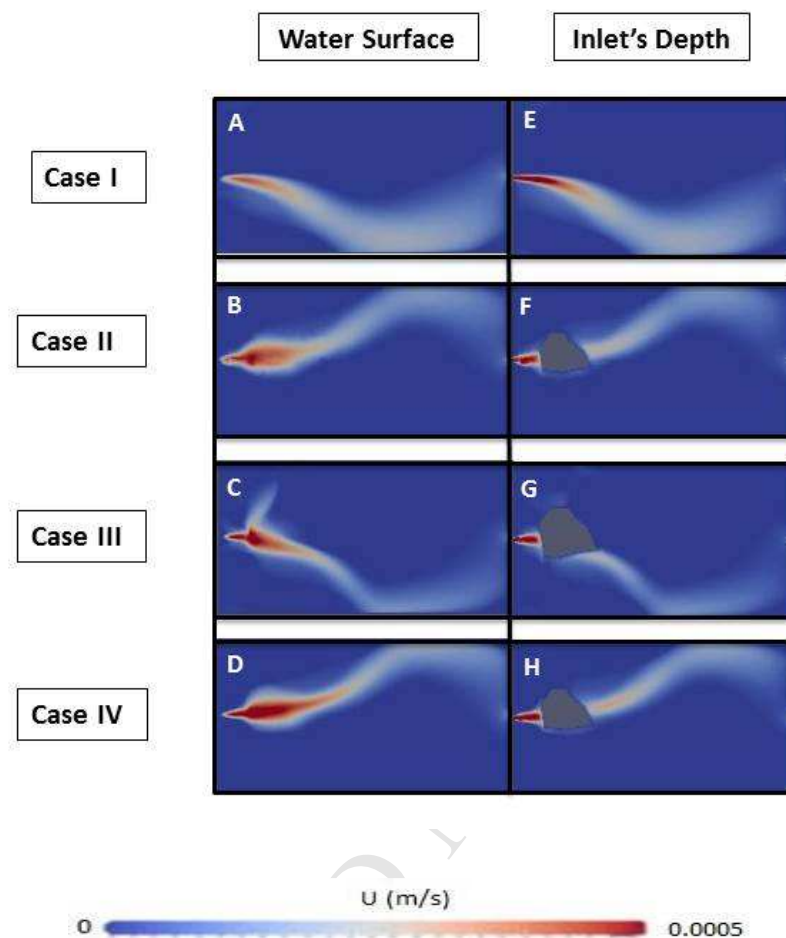 Water Surface
Inlet's Depth
A
E
Case I
B
F
Case II
C
G
Case III
D
H
Case IV
U (m/s)
0
0.0005